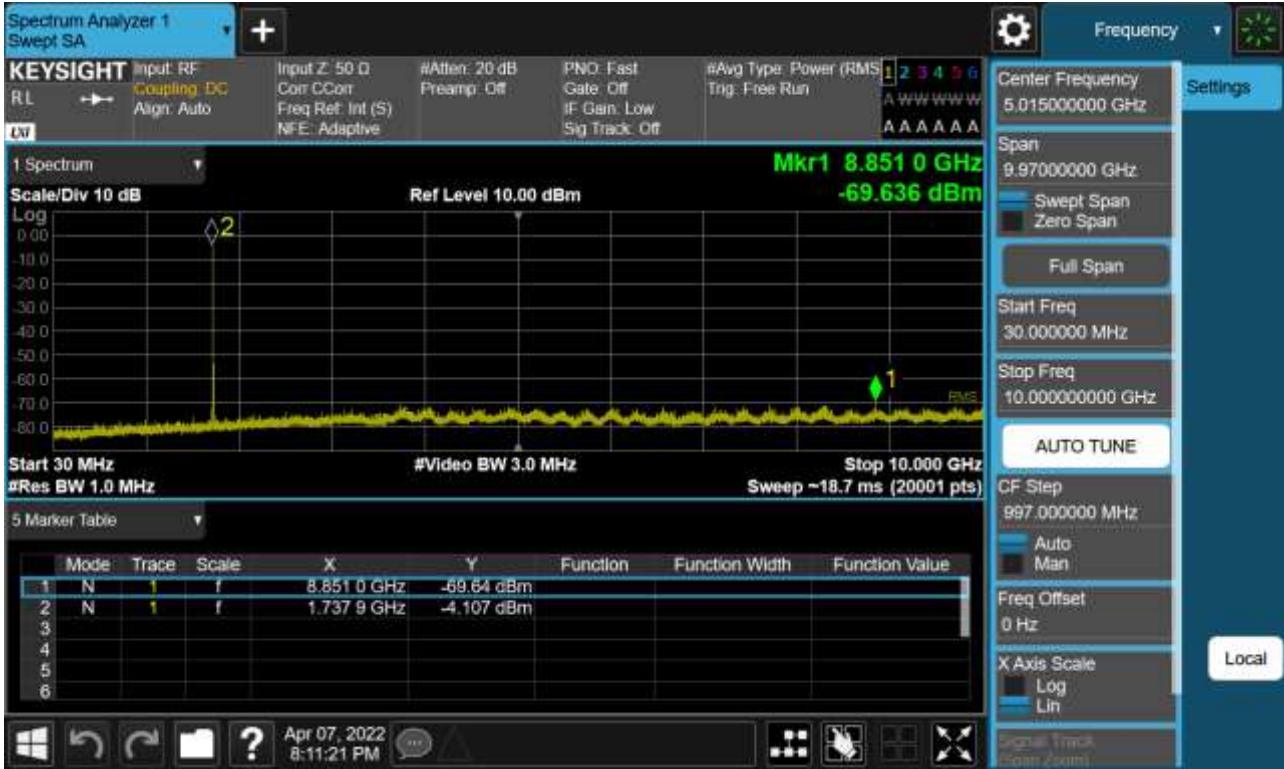 Spectrum Analyzer 1
Swept SA
+
Frequency
KEYSIGHT
RL
LXI
Input: RF
Coupling: DC
Align: Auto
Input Z: 50 Ω
Corr CCorr
Freq Ref: Int (S)
NFE: Adaptive
#Atten: 20 dB
Preamp: Off
PNO: Fast
Gate: Off
IF Gain: Low
Sig Track: Off
#Avg Type: Power (RMS
Trig: Free Run
1 2 3 4 5 6
A W W W W W
A A A A A A
1 Spectrum
Scale/Div 10 dB
Ref Level 10.00 dBm
Mkr1 8.851 0 GHz
-69.636 dBm
Log
0.00
-10.0
-20.0
-30.0
-40.0
-50.0
-60.0
-70.0
-80.0
2
1
RMS
Start 30 MHz
#Video BW 3.0 MHz
Stop 10.000 GHz
#Res BW 1.0 MHz
Sweep ~18.7 ms (20001 pts)
5 Marker Table
Mode Trace Scale X Y Function Function Width Function Value
1 N 1 f 8.851 0 GHz -69.64 dBm
2 N 1 f 1.737 9 GHz -4.107 dBm
3
4
5
6
?
Apr 07, 2022
8:11:21 PM
Center Frequency
5.015000000 GHz
Settings
Span
9.97000000 GHz
Swept Span
Zero Span
Full Span
Start Freq
30.000000 MHz
Stop Freq
10.000000000 GHz
AUTO TUNE
CF Step
997.000000 MHz
Auto
Man
Freq Offset
0 Hz
X Axis Scale
Log
Lin
Local
Signal Track
(Span Zoom)